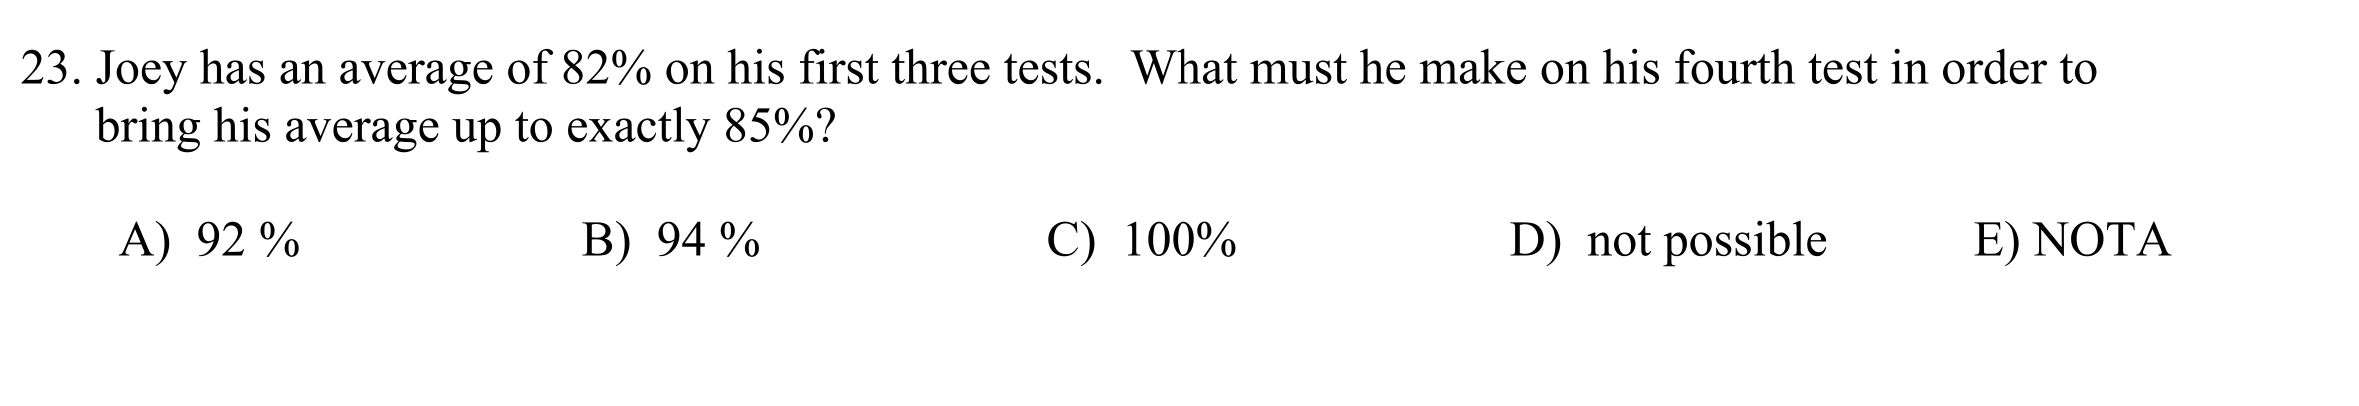 23. Joey has an average of 82% on his first three tests.  What must he make on his fourth test in order to
bring his average up to exactly 85%?
A)  92 %  B)  94 %  C)  100%  D)  not possible  E) NOTA